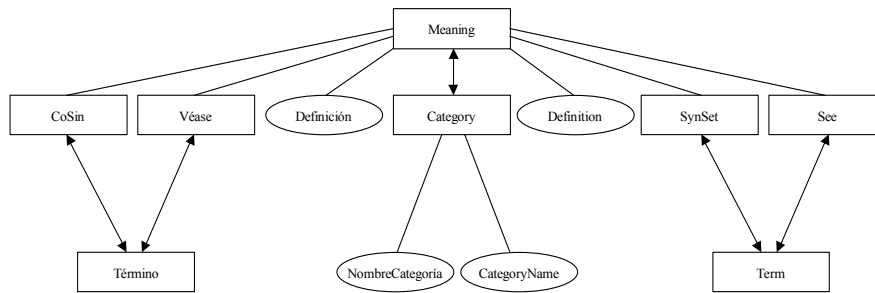 Meaning
CoSin
Véase
Definición
Category
Definition
SynSet
See
Término
NombreCategoría
CategoryName
Term